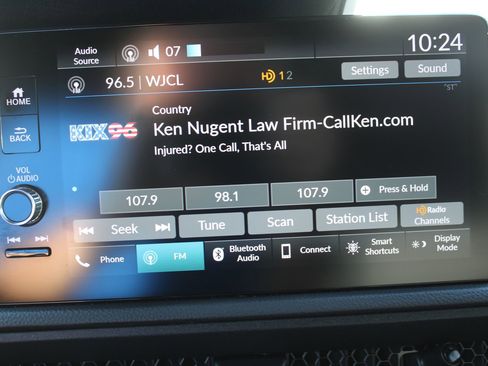 Audio Source 07 10:24
96.5 | WJCL HD 1 2 Settings Sound
"ST"
HOME
BACK
VOL
AUDIO
Country
KIX96 Ken Nugent Law Firm-CallKen.com
Injured? One Call, That's All
107.9 98.1 107.9 Press & Hold
Seek Tune Scan Station List HD Radio Channels
Phone FM Bluetooth Audio Connect Smart Shortcuts Display Mode